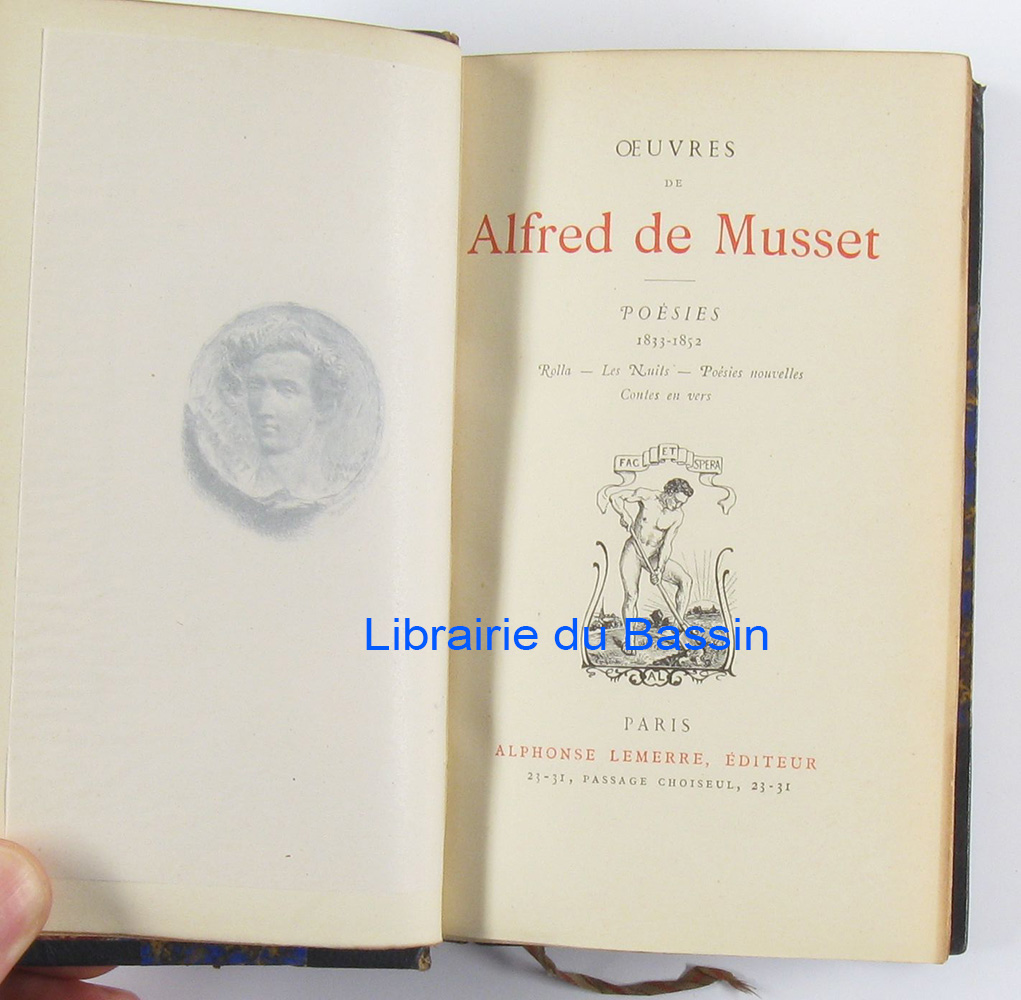 ŒUVRES
DE
Alfred de Musset
POÉSIES
1833-1852
Rolla — Les Nuits — Poésies nouvelles
Contes en vers
FAC ET SPERA
Librairie du Bassin
AL
PARIS
ALPHONSE LEMERRE, ÉDITEUR
23-31, PASSAGE CHOISEUL, 23-31